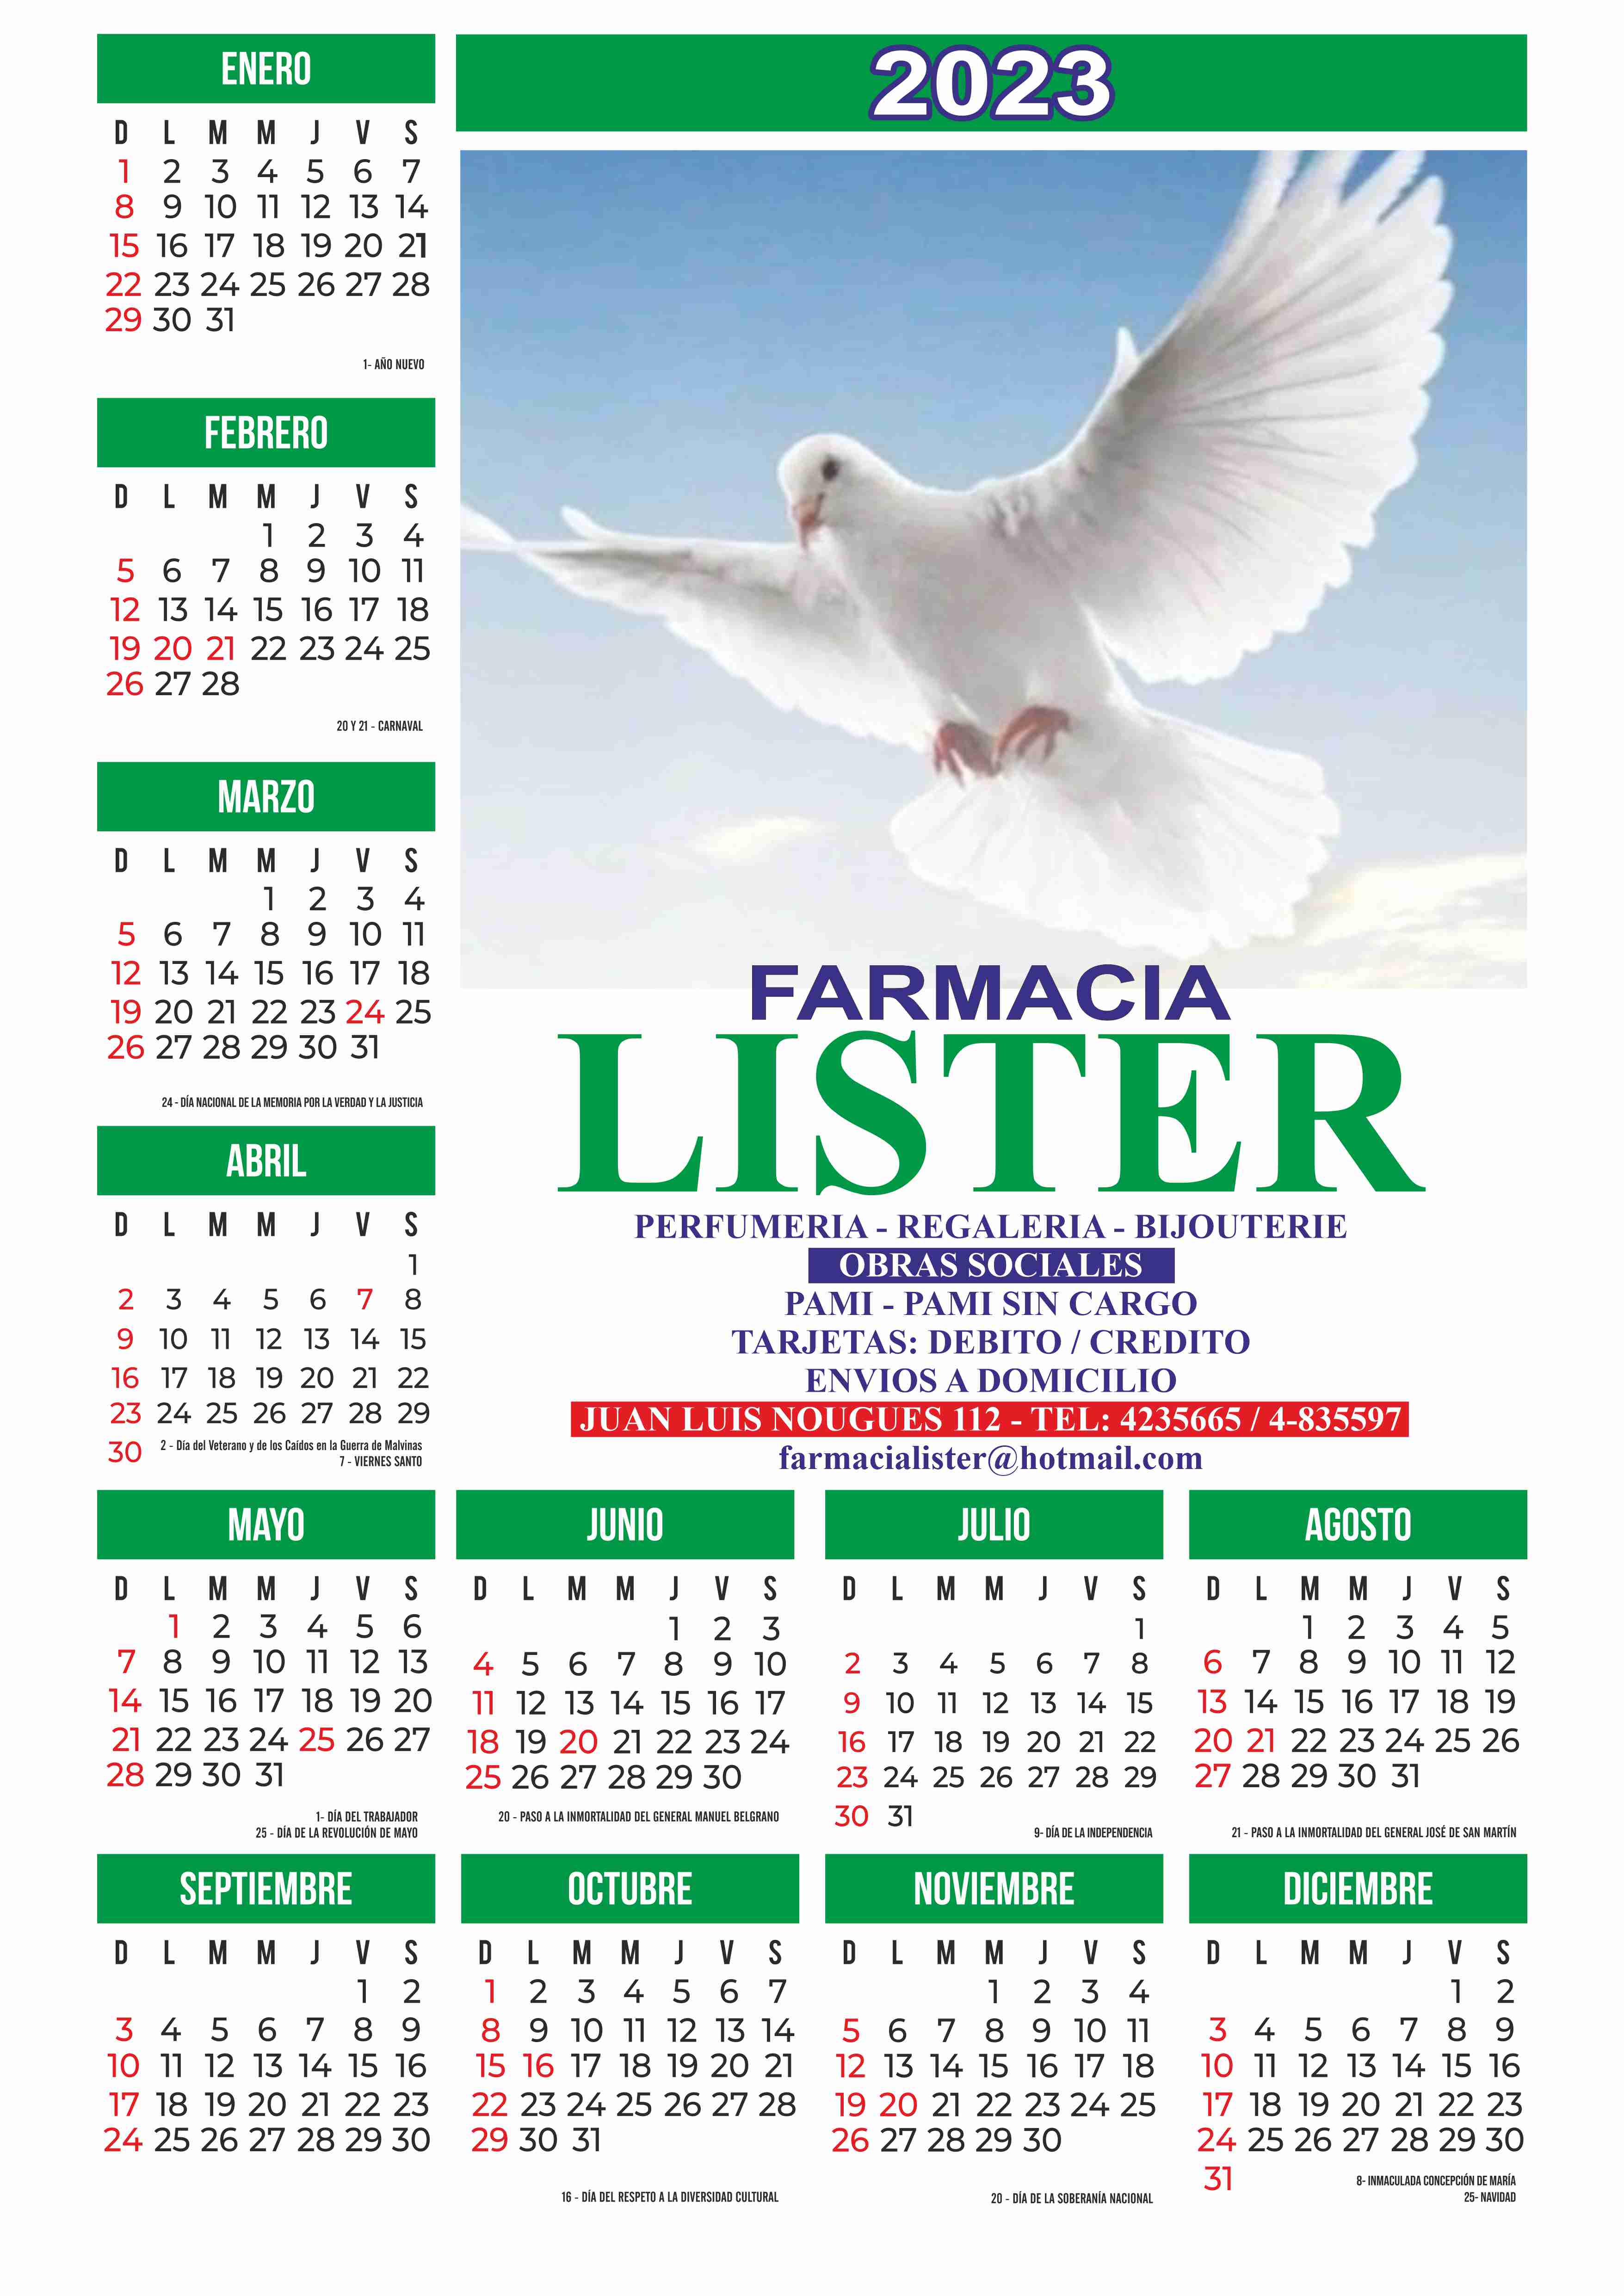 ENERO
D L M M J V S
1 2 3 4 5 6 7
8 9 10 11 12 13 14
15 16 17 18 19 20 21
22 23 24 25 26 27 28
29 30 31
1- AÑO NUEVO
2023
FEBRERO
D L M M J V S
1 2 3 4
5 6 7 8 9 10 11
12 13 14 15 16 17 18
19 20 21 22 23 24 25
26 27 28
20 Y 21 - CARNAVAL
MARZO
D L M M J V S
1 2 3 4
5 6 7 8 9 10 11
12 13 14 15 16 17 18
19 20 21 22 23 24 25
26 27 28 29 30 31
24 - DÍA NACIONAL DE LA MEMORIA POR LA VERDAD Y LA JUSTICIA
ABRIL
D L M M J V S
1
2 3 4 5 6 7 8
9 10 11 12 13 14 15
16 17 18 19 20 21 22
23 24 25 26 27 28 29
30
2 - Día del Veterano y de los Caídos en la Guerra de Malvinas
7 - VIERNES SANTO
FARMACIA
LISTER
PERFUMERIA - REGALERIA - BIJOUTERIE
OBRAS SOCIALES
PAMI - PAMI SIN CARGO
TARJETAS: DEBITO / CREDITO
ENVIOS A DOMICILIO
JUAN LUIS NOUGUES 112 - TEL: 4235665 / 4-835597
farmacialister@hotmail.com
MAYO
D L M M J V S
1 2 3 4 5 6
7 8 9 10 11 12 13
14 15 16 17 18 19 20
21 22 23 24 25 26 27
28 29 30 31
1- DÍA DEL TRABAJADOR
25 - DÍA DE LA REVOLUCIÓN DE MAYO
JUNIO
D L M M J V S
1 2 3
4 5 6 7 8 9 10
11 12 13 14 15 16 17
18 19 20 21 22 23 24
25 26 27 28 29 30
20 - PASO A LA INMORTALIDAD DEL GENERAL MANUEL BELGRANO
JULIO
D L M M J V S
1
2 3 4 5 6 7 8
9 10 11 12 13 14 15
16 17 18 19 20 21 22
23 24 25 26 27 28 29
30 31
9- DÍA DE LA INDEPENDENCIA
AGOSTO
D L M M J V S
1 2 3 4 5
6 7 8 9 10 11 12
13 14 15 16 17 18 19
20 21 22 23 24 25 26
27 28 29 30 31
21 - PASO A LA INMORTALIDAD DEL GENERAL JOSÉ DE SAN MARTÍN
SEPTIEMBRE
D L M M J V S
1 2
3 4 5 6 7 8 9
10 11 12 13 14 15 16
17 18 19 20 21 22 23
24 25 26 27 28 29 30
OCTUBRE
D L M M J V S
1 2 3 4 5 6 7
8 9 10 11 12 13 14
15 16 17 18 19 20 21
22 23 24 25 26 27 28
29 30 31
16 - DÍA DEL RESPETO A LA DIVERSIDAD CULTURAL
NOVIEMBRE
D L M M J V S
1 2 3 4
5 6 7 8 9 10 11
12 13 14 15 16 17 18
19 20 21 22 23 24 25
26 27 28 29 30
20 - DÍA DE LA SOBERANÍA NACIONAL
DICIEMBRE
D L M M J V S
1 2
3 4 5 6 7 8 9
10 11 12 13 14 15 16
17 18 19 20 21 22 23
24 25 26 27 28 29 30
31
8- INMACULADA CONCEPCIÓN DE MARÍA
25- NAVIDAD